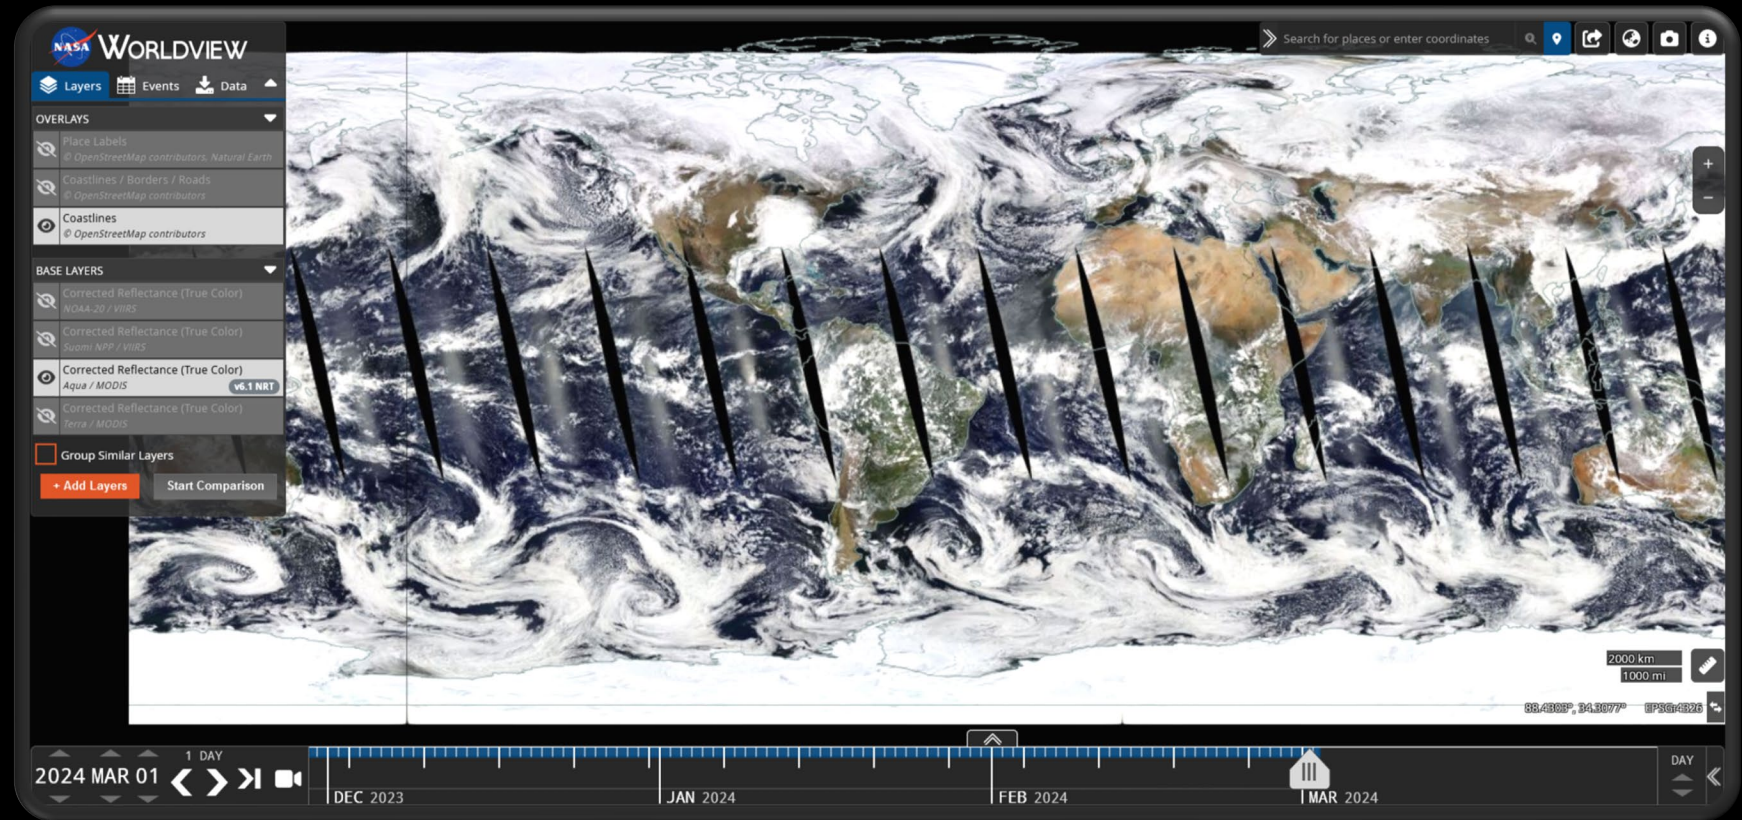 NASA WORLDVIEW
Search for places or enter coordinates
Layers Events Data
OVERLAYS
Place Labels
© OpenStreetMap contributors, Natural Earth
Coastlines / Borders / Roads
© OpenStreetMap contributors
Coastlines
© OpenStreetMap contributors
BASE LAYERS
Corrected Reflectance (True Color)
NOAA-20 / VIIRS
Corrected Reflectance (True Color)
Suomi NPP / VIIRS
Corrected Reflectance (True Color)
Aqua / MODIS v6.1 NRT
Corrected Reflectance (True Color)
Terra / MODIS
Group Similar Layers
+ Add Layers Start Comparison
2000 km
1000 mi
EPSG:4326
1 DAY
2024 MAR 01
DEC 2023 JAN 2024 FEB 2024 MAR 2024
DAY